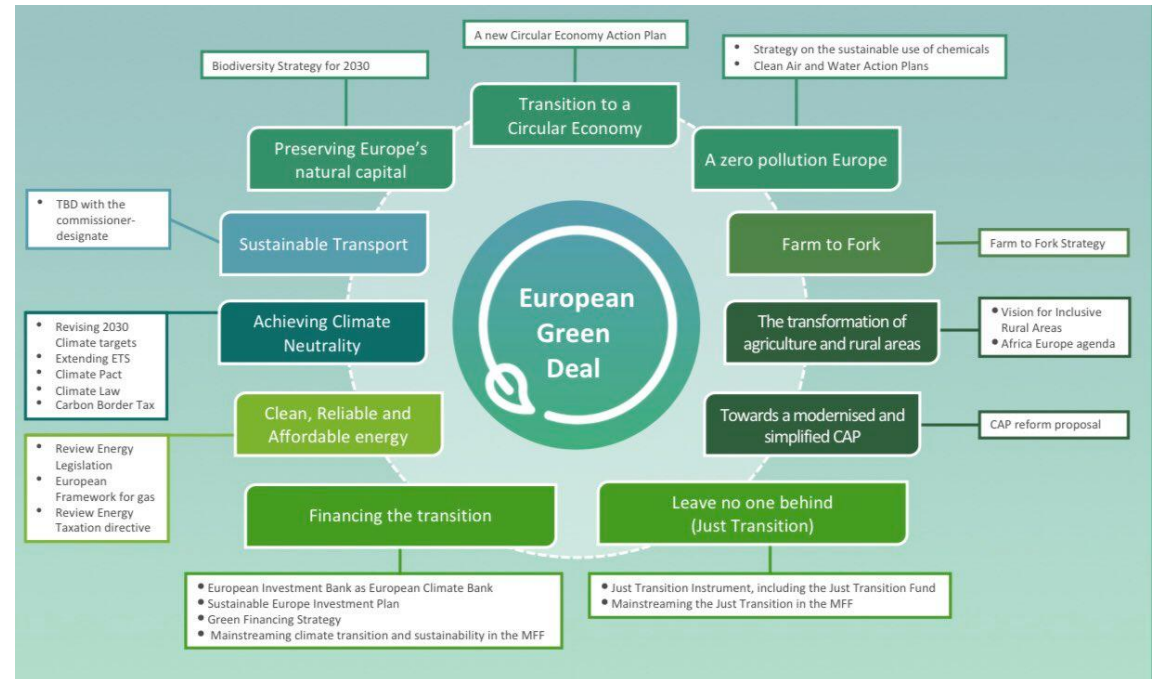 A new Circular Economy Action Plan
Biodiversity Strategy for 2030
• Strategy on the sustainable use of chemicals
• Clean Air and Water Action Plans
Transition to a
Circular Economy
Preserving Europe's
natural capital
A zero pollution Europe
• TBD with the
commissioner-
designate
Sustainable Transport
Farm to Fork
Farm to Fork Strategy
European
Green
Deal
Achieving Climate
Neutrality
• Revising 2030
Climate targets
• Extending ETS
• Climate Pact
• Climate Law
• Carbon Border Tax
The transformation of
agriculture and rural areas
• Vision for Inclusive
Rural Areas
• Africa Europe agenda
Clean, Reliable and
Affordable energy
• Review Energy
Legislation
• European
Framework for gas
• Review Energy
Taxation directive
Towards a modernised and
simplified CAP
CAP reform proposal
Financing the transition
Leave no one behind
(Just Transition)
• European Investment Bank as European Climate Bank
• Sustainable Europe Investment Plan
• Green Financing Strategy
• Mainstreaming climate transition and sustainability in the MFF
• Just Transition Instrument, including the Just Transition Fund
• Mainstreaming the Just Transition in the MFF